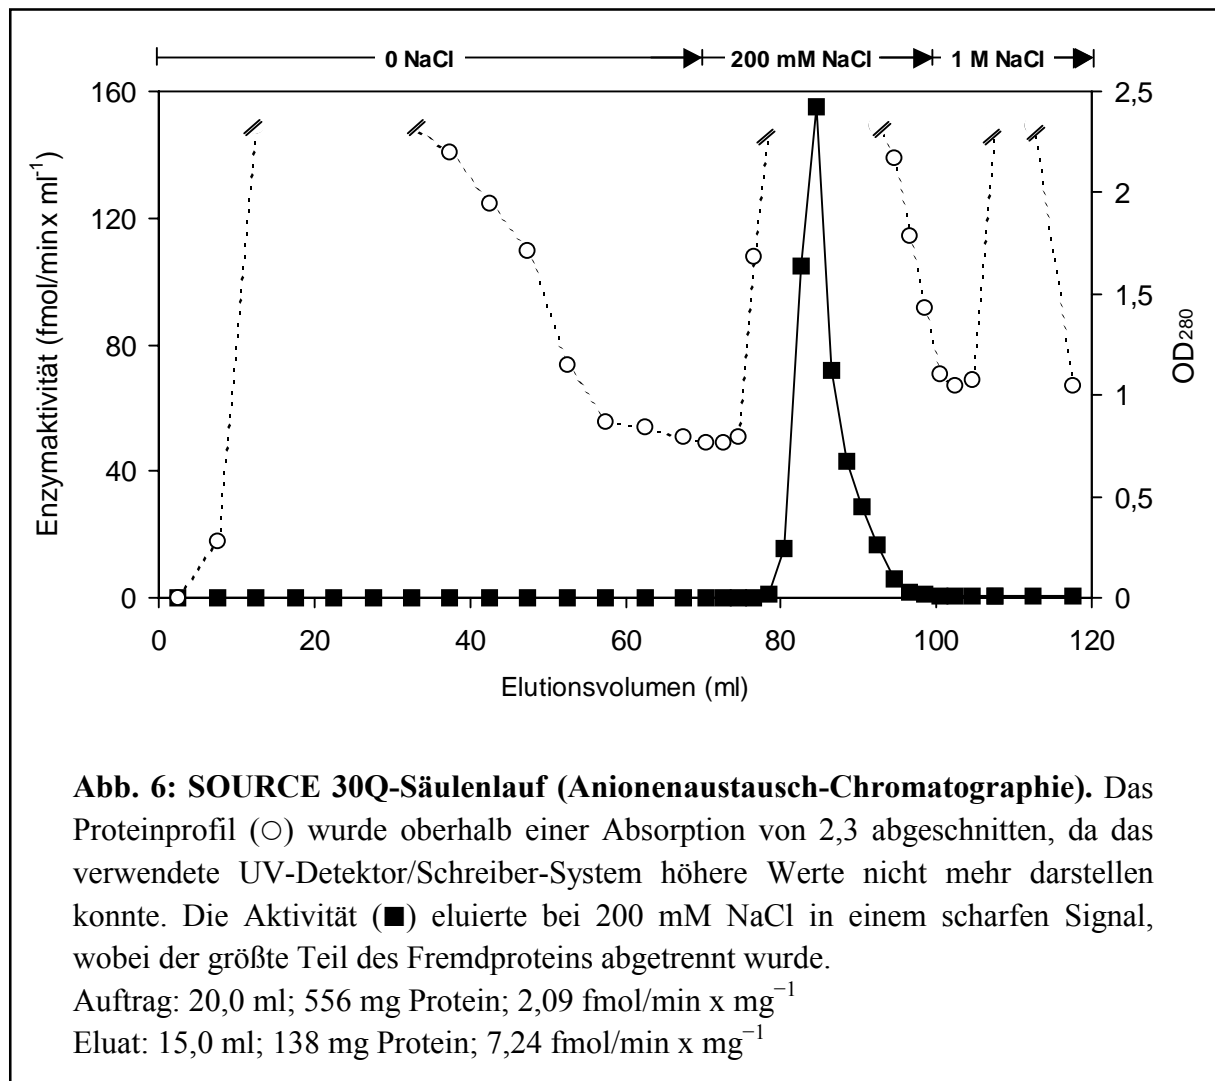 0 NaCl 200 mM NaCl 1 M NaCl
160 2,5
120 2
1,5
80
1
40
0,5
0 0
Enzymaktivität (fmol/minx ml⁻¹)
OD₂₈₀
0 20 40 60 80 100 120
Elutionsvolumen (ml)
Abb. 6: SOURCE 30Q-Säulenlauf (Anionenaustausch-Chromatographie). Das
Proteinprofil (○) wurde oberhalb einer Absorption von 2,3 abgeschnitten, da das
verwendete UV-Detektor/Schreiber-System höhere Werte nicht mehr darstellen
konnte. Die Aktivität (■) eluierte bei 200 mM NaCl in einem scharfen Signal,
wobei der größte Teil des Fremdproteins abgetrennt wurde.
Auftrag: 20,0 ml; 556 mg Protein; 2,09 fmol/min x mg⁻¹
Eluat: 15,0 ml; 138 mg Protein; 7,24 fmol/min x mg⁻¹